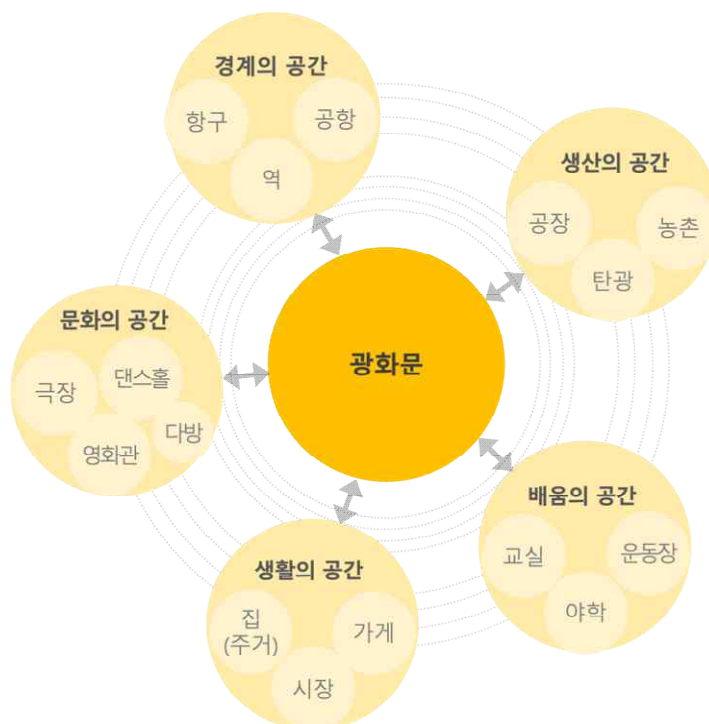 경계의 공간
항구
공항
역
생산의 공간
공장
농촌
탄광
광화문
문화의 공간
극장
댄스홀
영화관
다방
배움의 공간
교실
운동장
야학
생활의 공간
집
(주거)
가게
시장